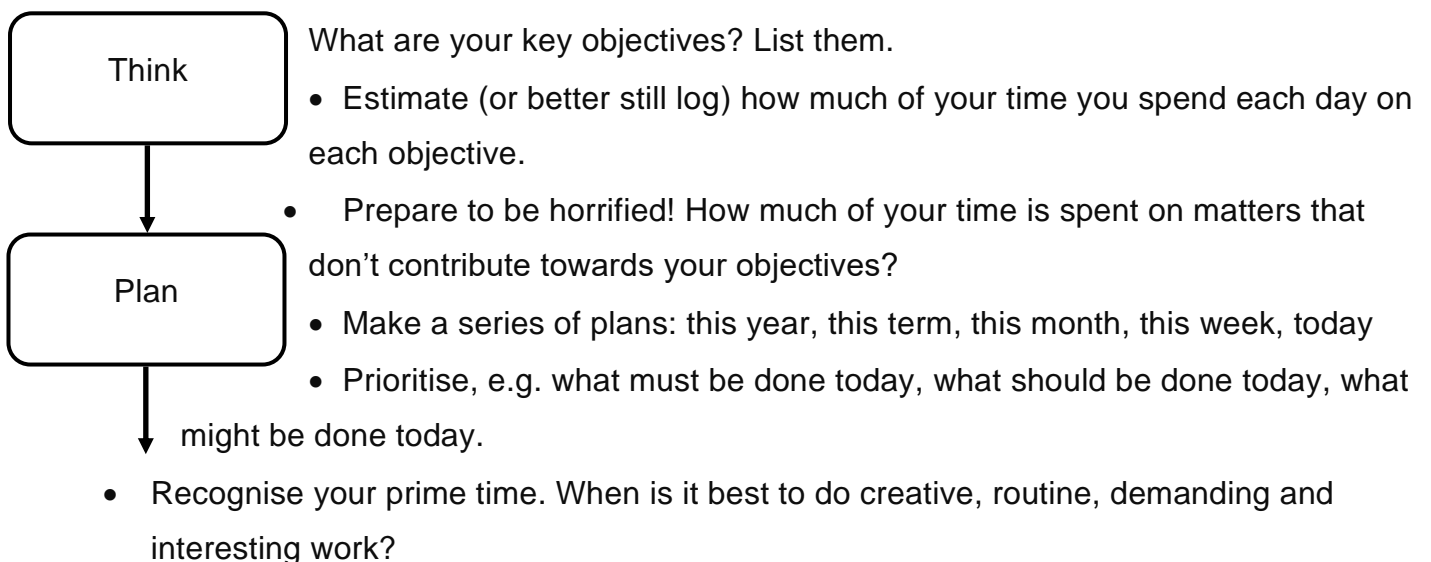 Think
What are your key objectives? List them.
• Estimate (or better still log) how much of your time you spend each day on
each objective.
• Prepare to be horrified! How much of your time is spent on matters that
don’t contribute towards your objectives?
Plan
• Make a series of plans: this year, this term, this month, this week, today
• Prioritise, e.g. what must be done today, what should be done today, what
might be done today.
• Recognise your prime time. When is it best to do creative, routine, demanding and
interesting work?